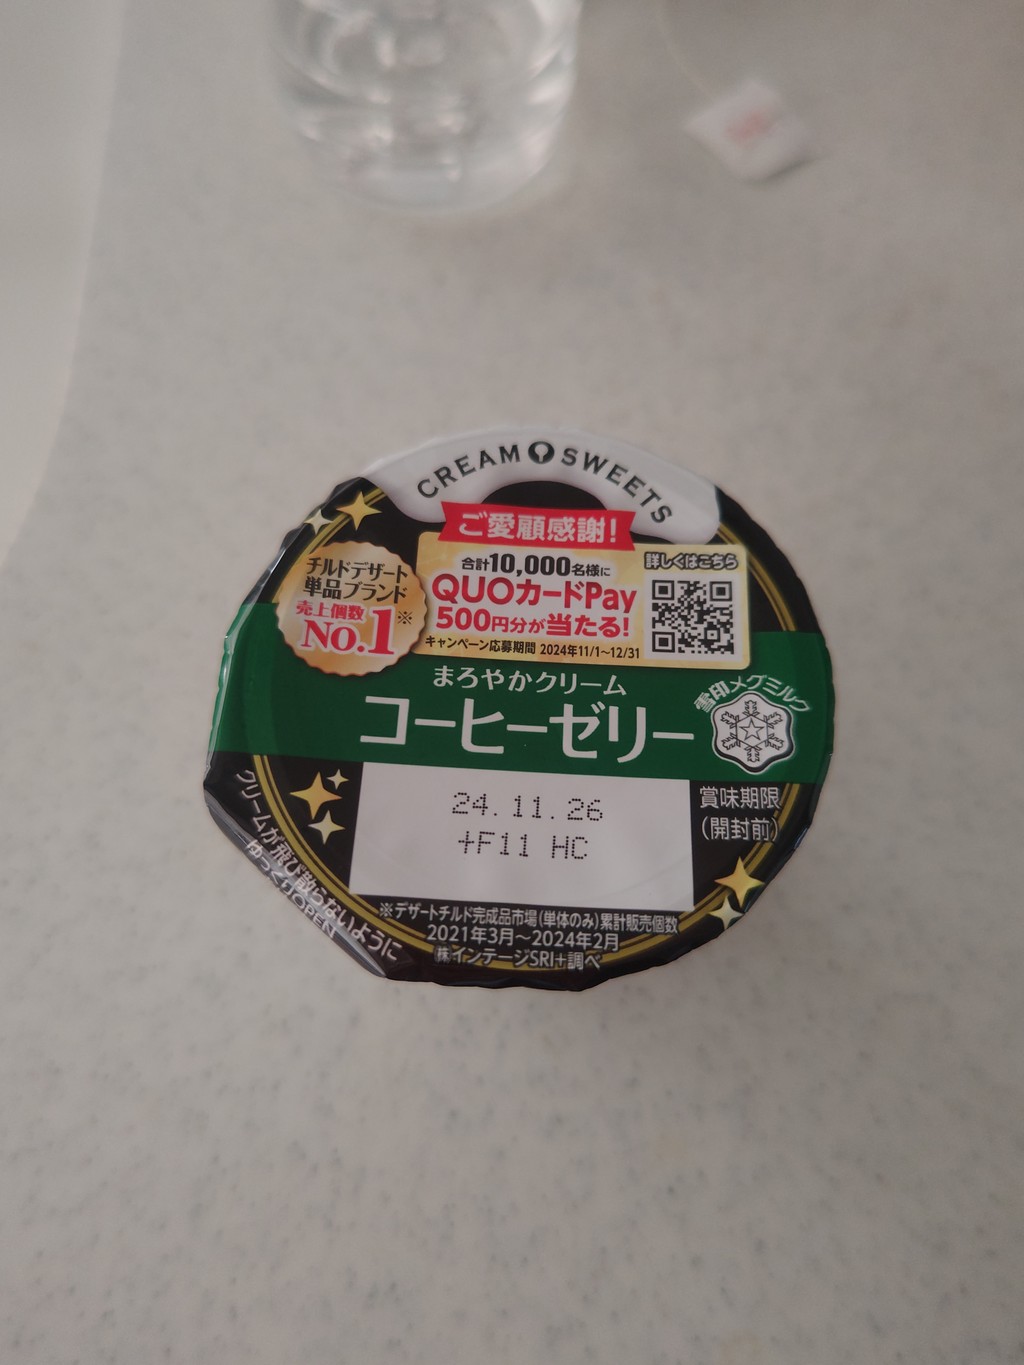 CREAM SWEETS
ご愛顧感謝!
チルドデザート
単品ブランド
売上個数
No.1※
合計10,000名様に
QUOカードPay
500円分が当たる!
キャンペーン応募期間 2024年11/1～12/31
詳しくはこちら
まろやかクリーム
コーヒーゼリー
雪印メグミルク
24.11.26
+F11 HC
賞味期限
(開封前)
クリームが飛び散らないように
ゆっくりOPEN
※デザートチルド完成品市場(単体のみ)累計販売個数
2021年3月～2024年2月
㈱インテージSRI+調べ